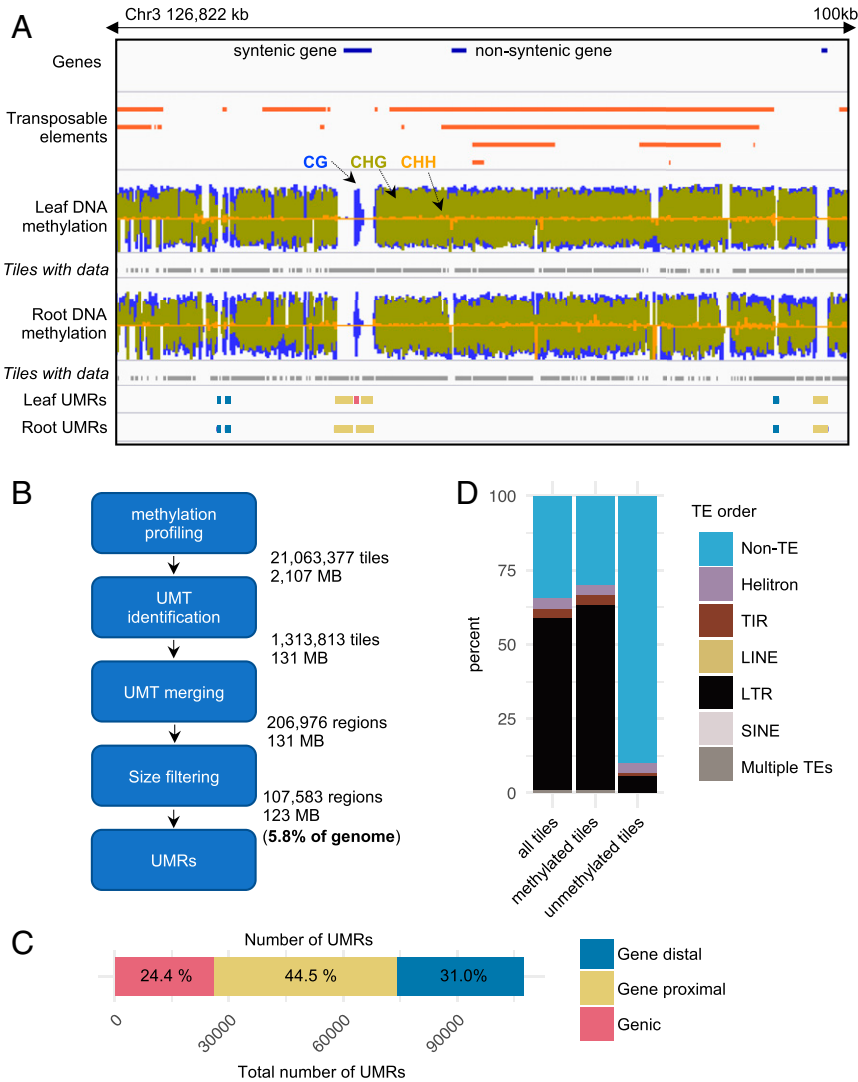 A
Chr3 126,822 kb
100kb
Genes
syntenic gene
non-syntenic gene
Transposable
elements
CG
CHG
CHH
Leaf DNA
methylation
Tiles with data
Root DNA
methylation
Tiles with data
Leaf UMRs
Root UMRs
B
methylation
profiling
21,063,377 tiles
2,107 MB
UMT
identification
1,313,813 tiles
131 MB
UMT merging
206,976 regions
131 MB
Size filtering
107,583 regions
123 MB
(5.8% of genome)
UMRs
D
100
75
50
25
0
percent
all tiles
methylated tiles
unmethylated tiles
TE order
Non-TE
Helitron
TIR
LINE
LTR
SINE
Multiple TEs
C
Number of UMRs
24.4 %
44.5 %
31.0%
0
30000
60000
90000
Total number of UMRs
Gene distal
Gene proximal
Genic